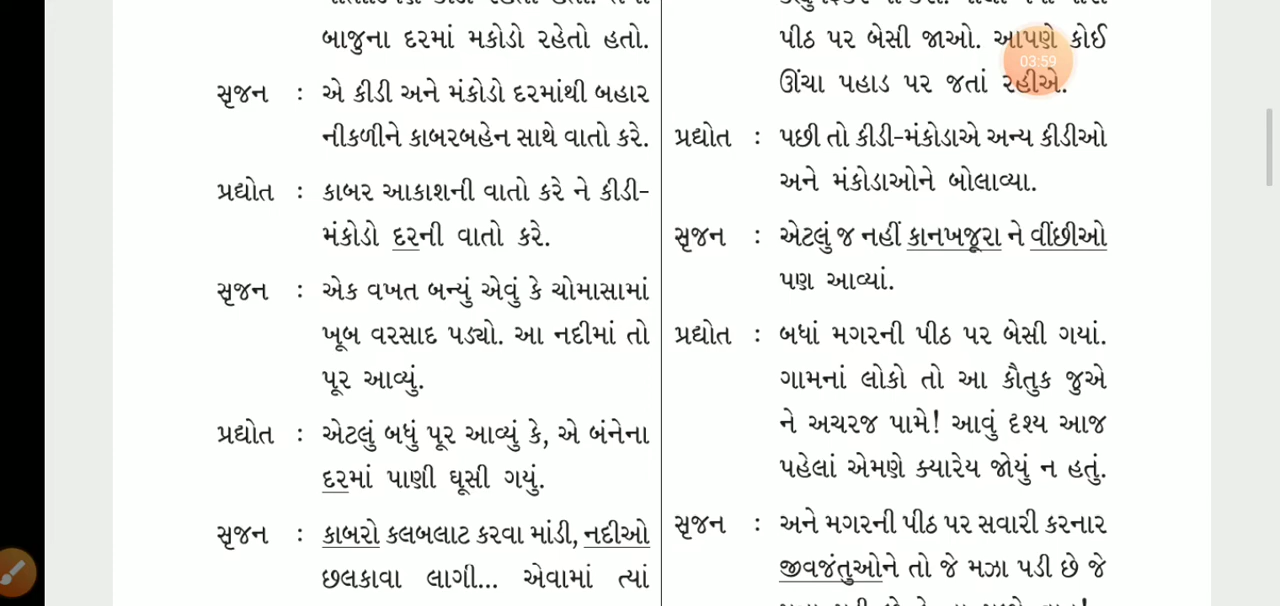 બાજુના દરમાં મકોડો રહેતો હતો.
સૃજન : એ કીડી અને મંકોડો દરમાંથી બહાર
નીકળીને કાબરબહેન સાથે વાતો કરે.
પ્રદ્યોત : કાબર આકાશની વાતો કરે ને કીડી-
મંકોડો દરની વાતો કરે.
સૃજન : એક વખત બન્યું એવું કે ચોમાસામાં
ખૂબ વરસાદ પડ્યો. આ નદીમાં તો
પૂર આવ્યું.
પ્રદ્યોત : એટલું બધું પૂર આવ્યું કે, એ બંનેના
દરમાં પાણી ઘૂસી ગયું.
સૃજન : કાબરો કલબલાટ કરવા માંડી, નદીઓ
છલકાવા લાગી... એવામાં ત્યાં
પીઠ પર બેસી જાઓ. આપણે કોઈ
ઊંચા પહાડ પર જતાં રહીએ.
03:59
પ્રદ્યોત : પછી તો કીડી-મંકોડાએ અન્ય કીડીઓ
અને મંકોડાઓને બોલાવ્યા.
સૃજન : એટલું જ નહીં કાનખજૂરા ને વીંછીઓ
પણ આવ્યાં.
પ્રદ્યોત : બધાં મગરની પીઠ પર બેસી ગયાં.
ગામનાં લોકો તો આ કૌતુક જુએ
ને અચરજ પામે! આવું દૃશ્ય આજ
પહેલાં એમણે ક્યારેય જોયું ન હતું.
સૃજન : અને મગરની પીઠ પર સવારી કરનાર
જીવજંતુઓને તો જે મઝા પડી છે જે